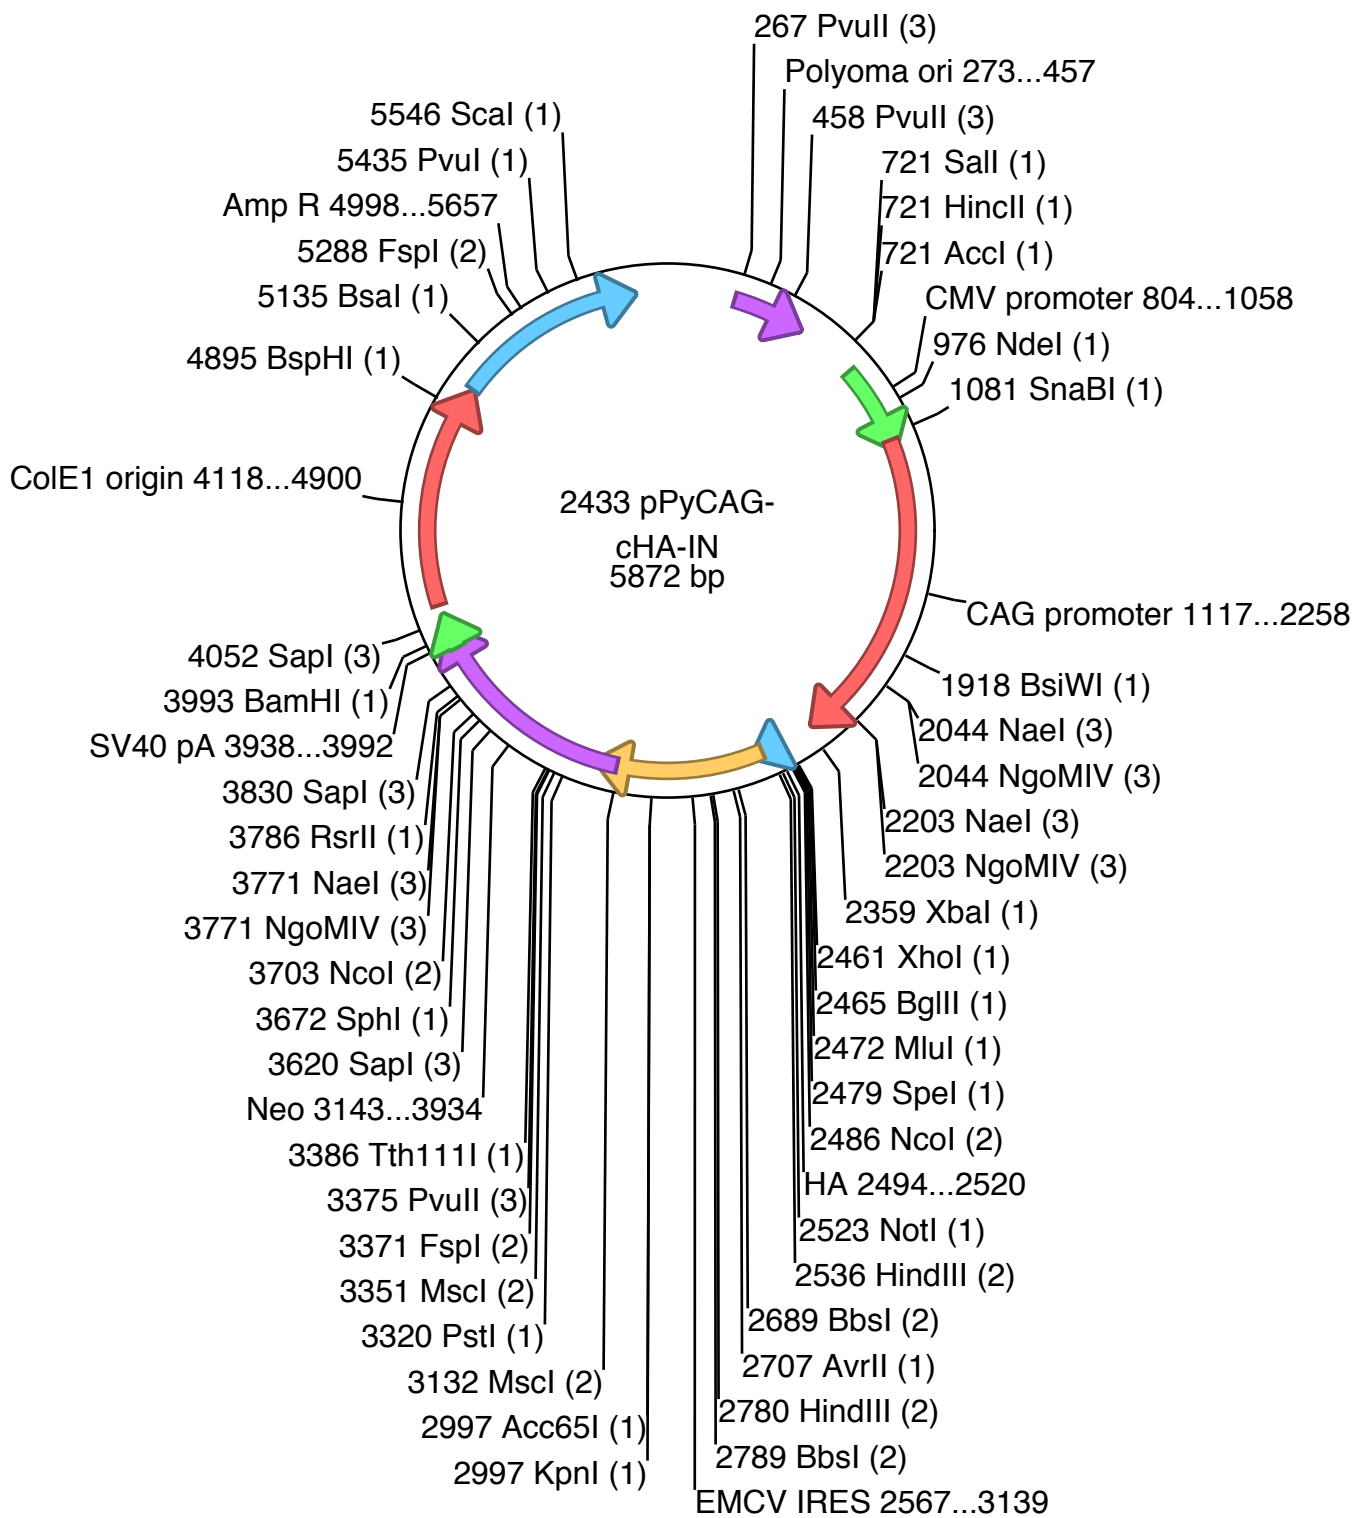 267 PvuII (3)
Polyoma ori 273...457
458 PvuII (3)
721 SalI (1)
721 HincII (1)
721 AccI (1)
CMV promoter 804...1058
976 NdeI (1)
1081 SnaBI (1)
CAG promoter 1117...2258
1918 BsiWI (1)
2044 NaeI (3)
2044 NgoMIV (3)
2203 NaeI (3)
2203 NgoMIV (3)
2359 XbaI (1)
2461 XhoI (1)
2465 BglII (1)
2472 MluI (1)
2479 SpeI (1)
2486 NcoI (2)
HA 2494...2520
2523 NotI (1)
2536 HindIII (2)
2689 BbsI (2)
2707 AvrII (1)
2780 HindIII (2)
2789 BbsI (2)
EMCV IRES 2567...3139
2997 KpnI (1)
2997 Acc65I (1)
3132 MscI (2)
3320 PstI (1)
3351 MscI (2)
3371 FspI (2)
3375 PvuII (3)
3386 Tth111I (1)
Neo 3143...3934
3620 SapI (3)
3672 SphI (1)
3703 NcoI (2)
3771 NgoMIV (3)
3771 NaeI (3)
3786 RsrII (1)
3830 SapI (3)
SV40 pA 3938...3992
3993 BamHI (1)
4052 SapI (3)
ColE1 origin 4118...4900
4895 BspHI (1)
5135 BsaI (1)
5288 FspI (2)
Amp R 4998...5657
5435 PvuI (1)
5546 ScaI (1)
2433 pPyCAG-
cHA-IN
5872 bp